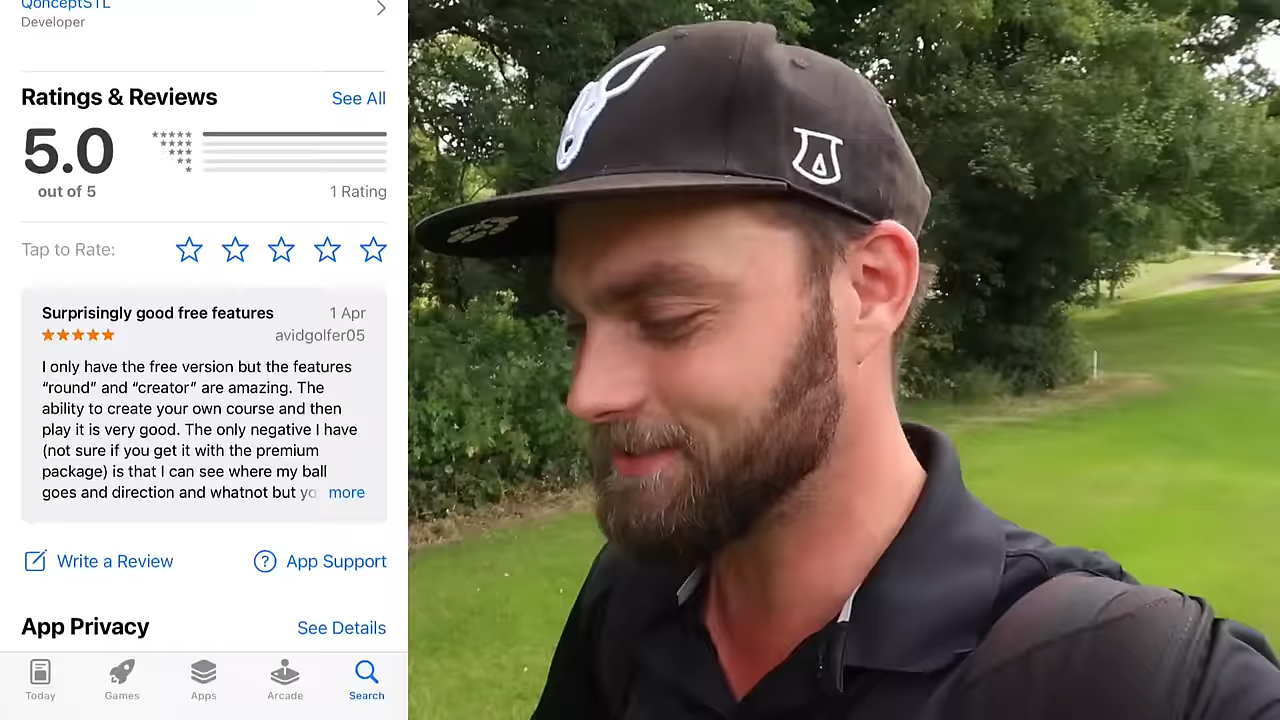 QonceptSTL
Developer
Ratings & Reviews
See All
5.0
out of 5
1 Rating
Tap to Rate:
Surprisingly good free features
1 Apr
avidgolfer05
I only have the free version but the features
“round” and “creator” are amazing. The
ability to create your own course and then
play it is very good. The only negative I have
(not sure if you get it with the premium
package) is that I can see where my ball
goes and direction and whatnot but yo
more
Write a Review
App Support
App Privacy
See Details
Today
Games
Apps
Arcade
Search